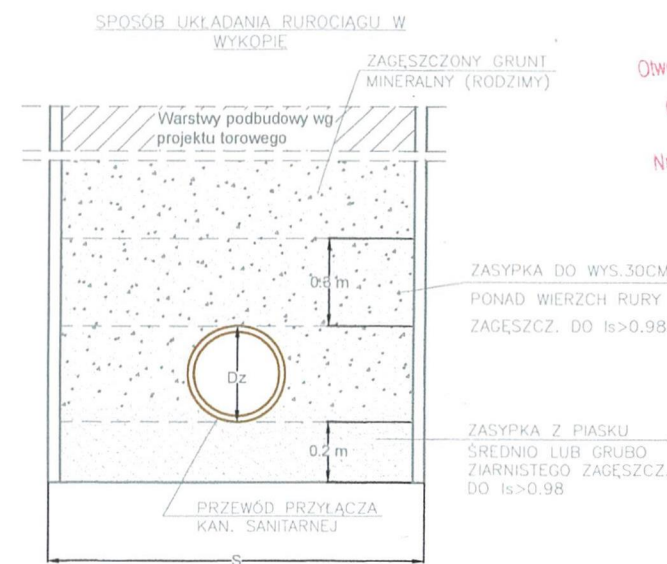 SPOSÓB UKŁADANIA RUROCIĄGU W
WYKOPIE
ZAGĘSZCZONY GRUNT
MINERALNY (RODZIMY)
Warstwy podbudowy wg
projektu torowego
ZASYPKA DO WYS.30CM
PONAD WIERZCH RURY
ZAGĘSZCZ. DO Is>0.98
Dz
0.2 m
ZASYPKA Z PIASKU
ŚREDNIO LUB GRUBO
ZIARNISTEGO ZAGĘSZCZ.
DO Is>0.98
PRZEWÓD PRZYŁĄCZA
KAN. SANITARNEJ
S